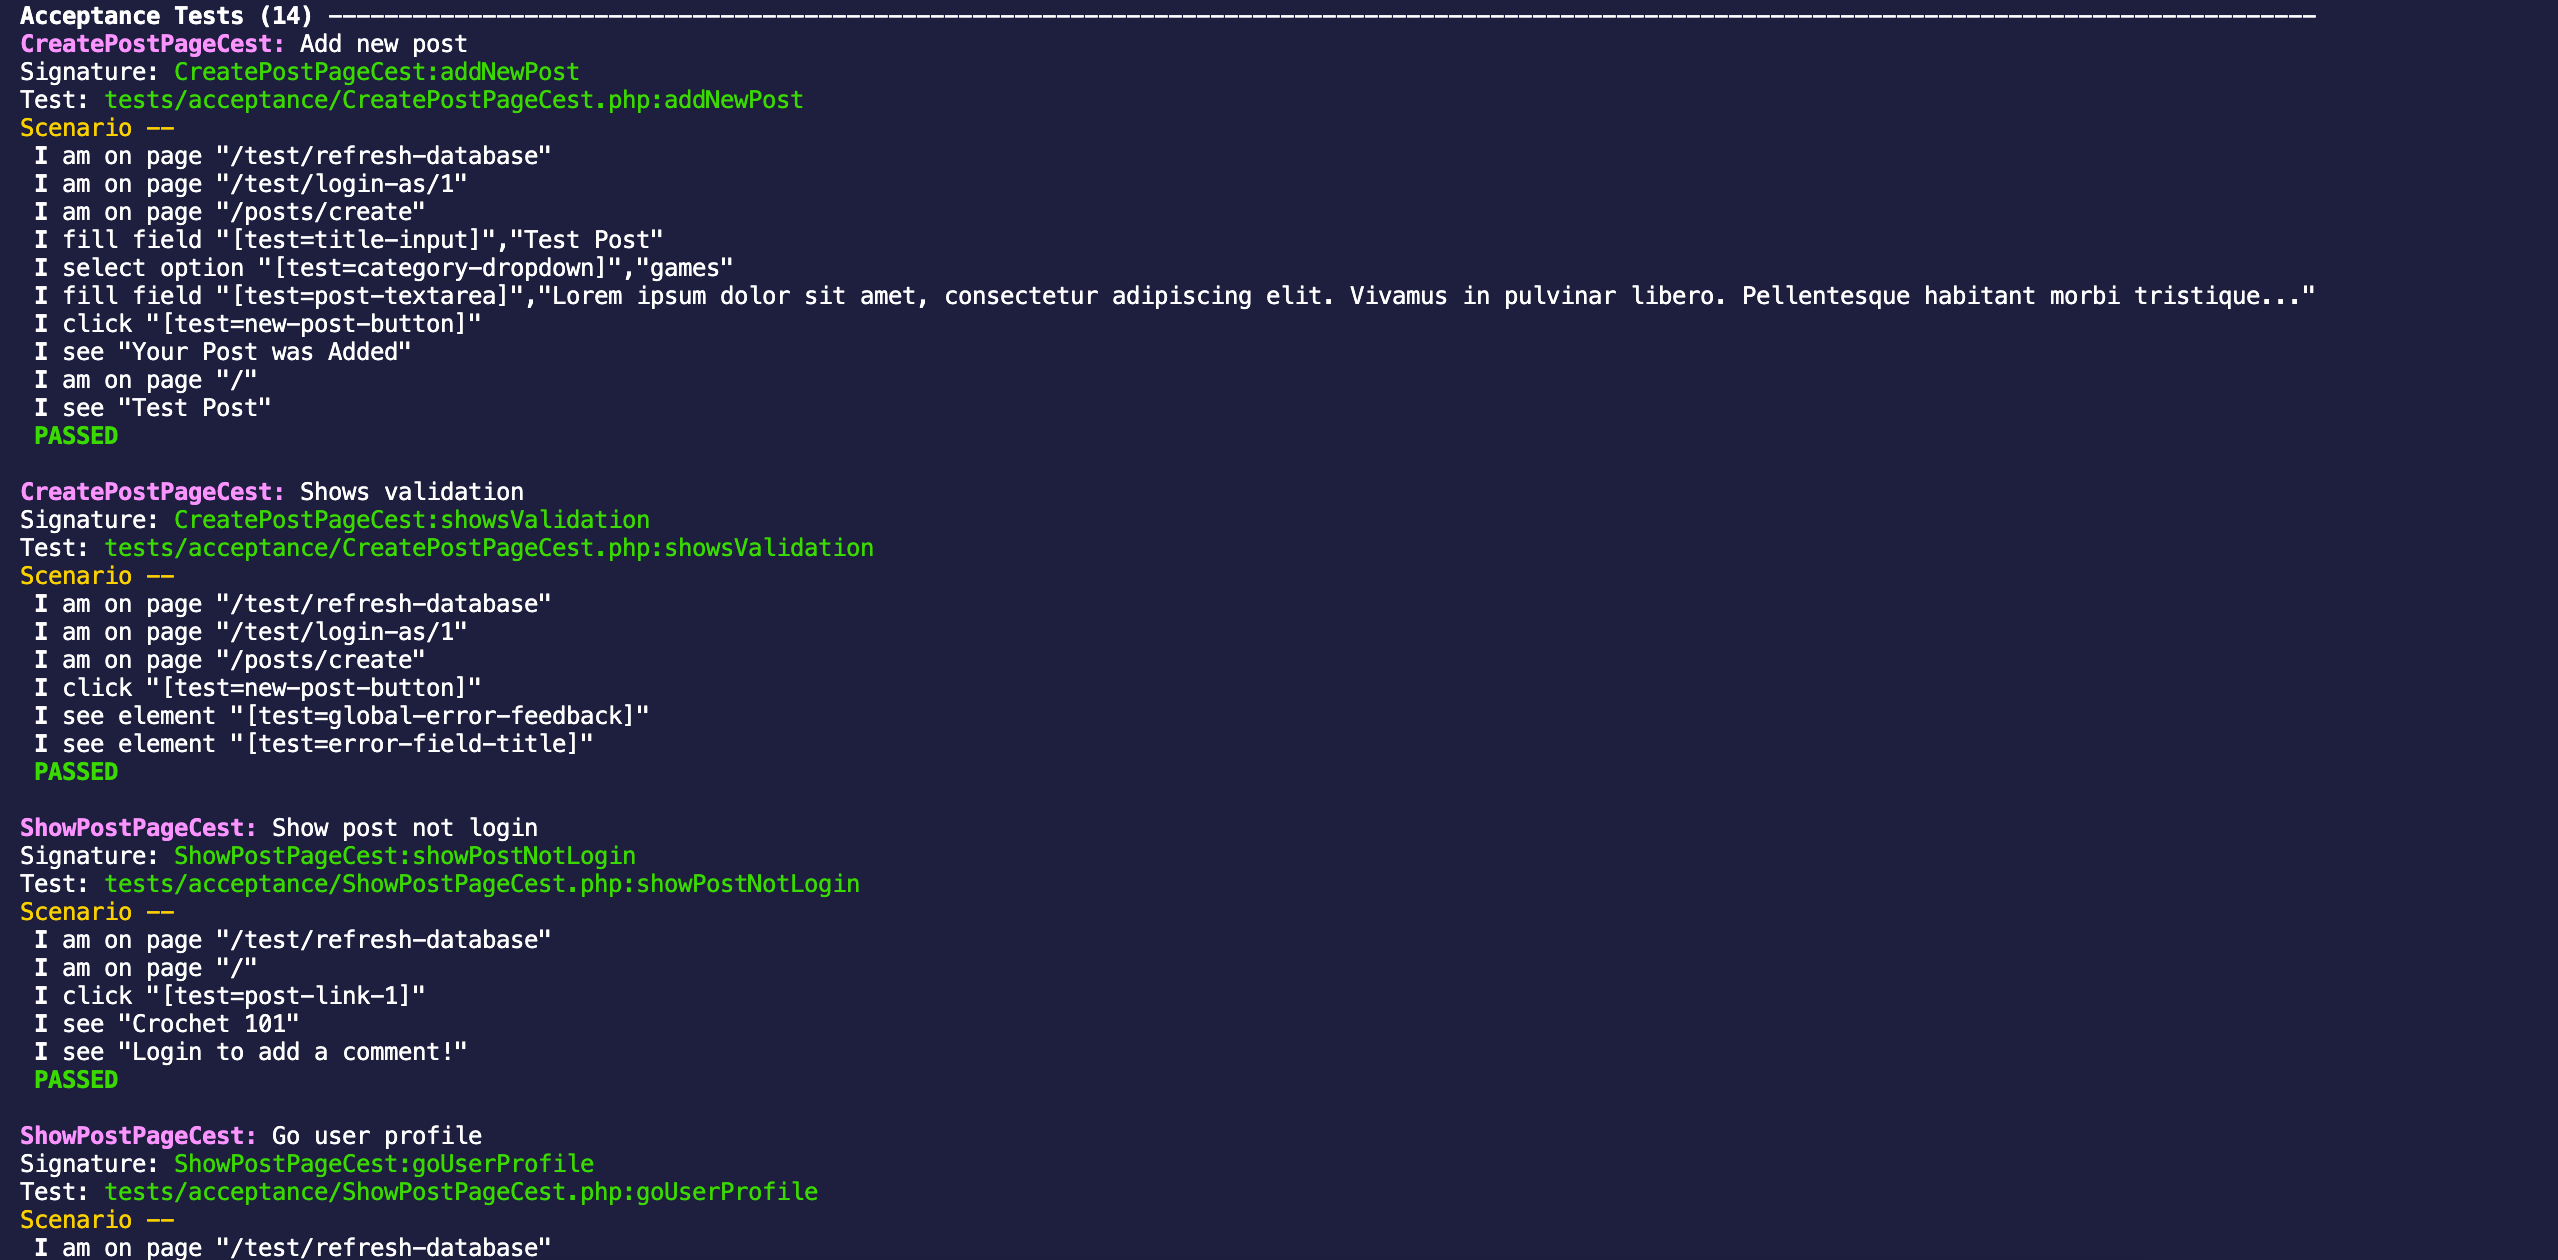 Acceptance Tests (14) ----------------------------------------------------------------------------------------------------------------------------------------------
CreatePostPageCest: Add new post
Signature: CreatePostPageCest:addNewPost
Test: tests/acceptance/CreatePostPageCest.php:addNewPost
Scenario --
I am on page "/test/refresh-database"
I am on page "/test/login-as/1"
I am on page "/posts/create"
I fill field "[test=title-input]","Test Post"
I select option "[test=category-dropdown]","games"
I fill field "[test=post-textarea]","Lorem ipsum dolor sit amet, consectetur adipiscing elit. Vivamus in pulvinar libero. Pellentesque habitant morbi tristique..."
I click "[test=new-post-button]"
I see "Your Post was Added"
I am on page "/"
I see "Test Post"
PASSED
CreatePostPageCest: Shows validation
Signature: CreatePostPageCest:showsValidation
Test: tests/acceptance/CreatePostPageCest.php:showsValidation
Scenario --
I am on page "/test/refresh-database"
I am on page "/test/login-as/1"
I am on page "/posts/create"
I click "[test=new-post-button]"
I see element "[test=global-error-feedback]"
I see element "[test=error-field-title]"
PASSED
ShowPostPageCest: Show post not login
Signature: ShowPostPageCest:showPostNotLogin
Test: tests/acceptance/ShowPostPageCest.php:showPostNotLogin
Scenario --
I am on page "/test/refresh-database"
I am on page "/"
I click "[test=post-link-1]"
I see "Crochet 101"
I see "Login to add a comment!"
PASSED
ShowPostPageCest: Go user profile
Signature: ShowPostPageCest:goUserProfile
Test: tests/acceptance/ShowPostPageCest.php:goUserProfile
Scenario --
I am on page "/test/refresh-database"